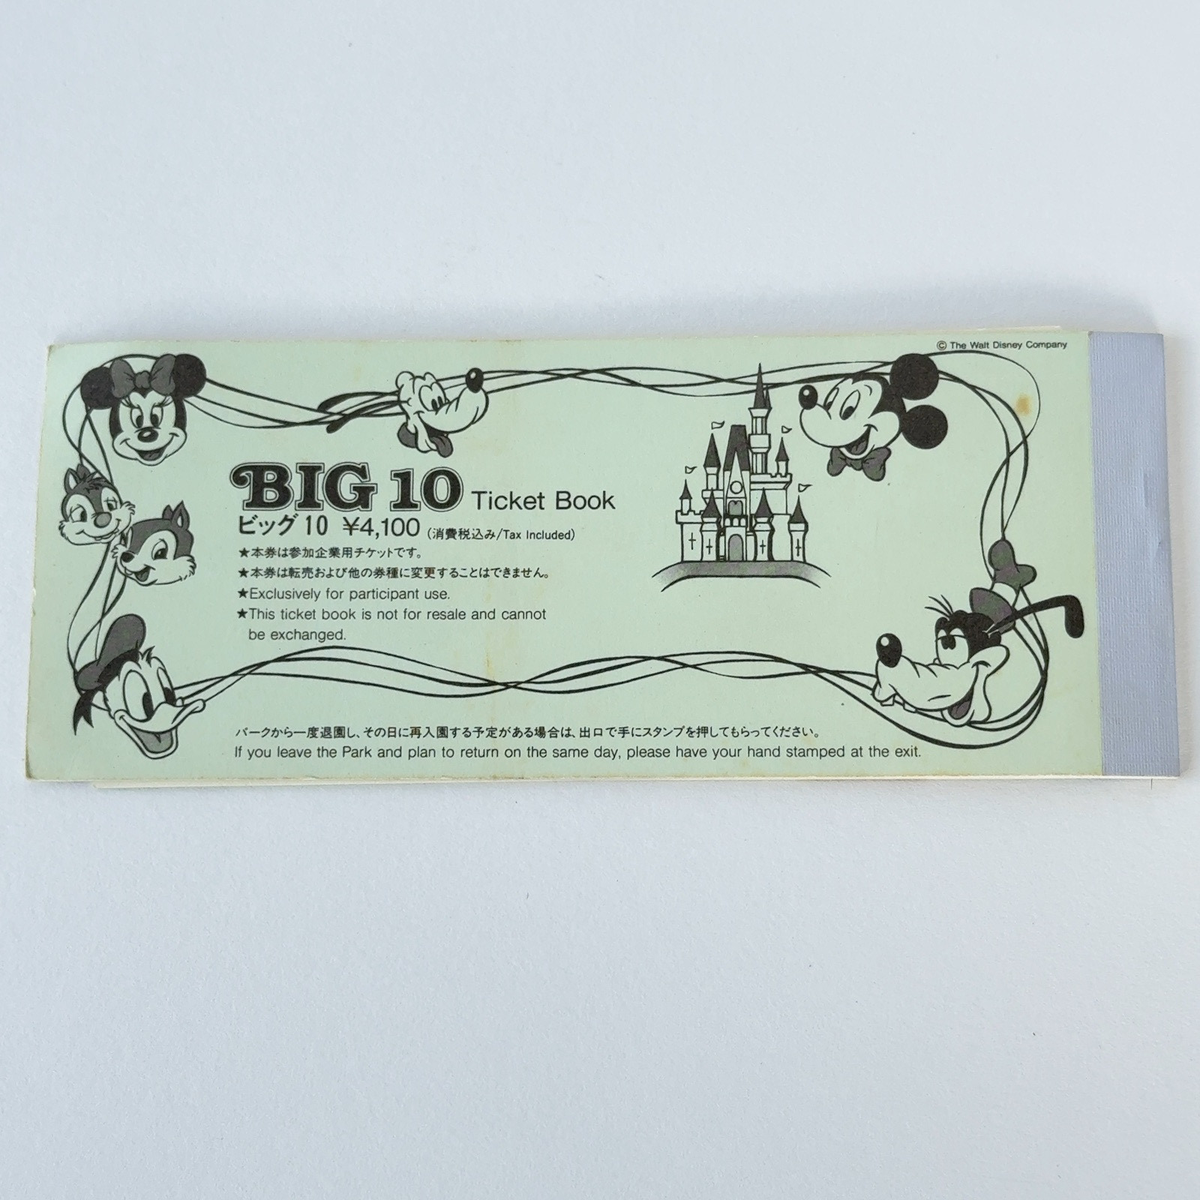 © The Walt Disney Company
BIG 10 Ticket Book
ビッグ 10 ¥4,100 (消費税込み/Tax Included)
★本券は参加企業用チケットです。
★本券は転売および他の券種に変更することはできません。
★Exclusively for participant use.
★This ticket book is not for resale and cannot
be exchanged.
パークから一度退園し、その日に再入園する予定がある場合は、出口で手にスタンプを押してもらってください。
If you leave the Park and plan to return on the same day, please have your hand stamped at the exit.